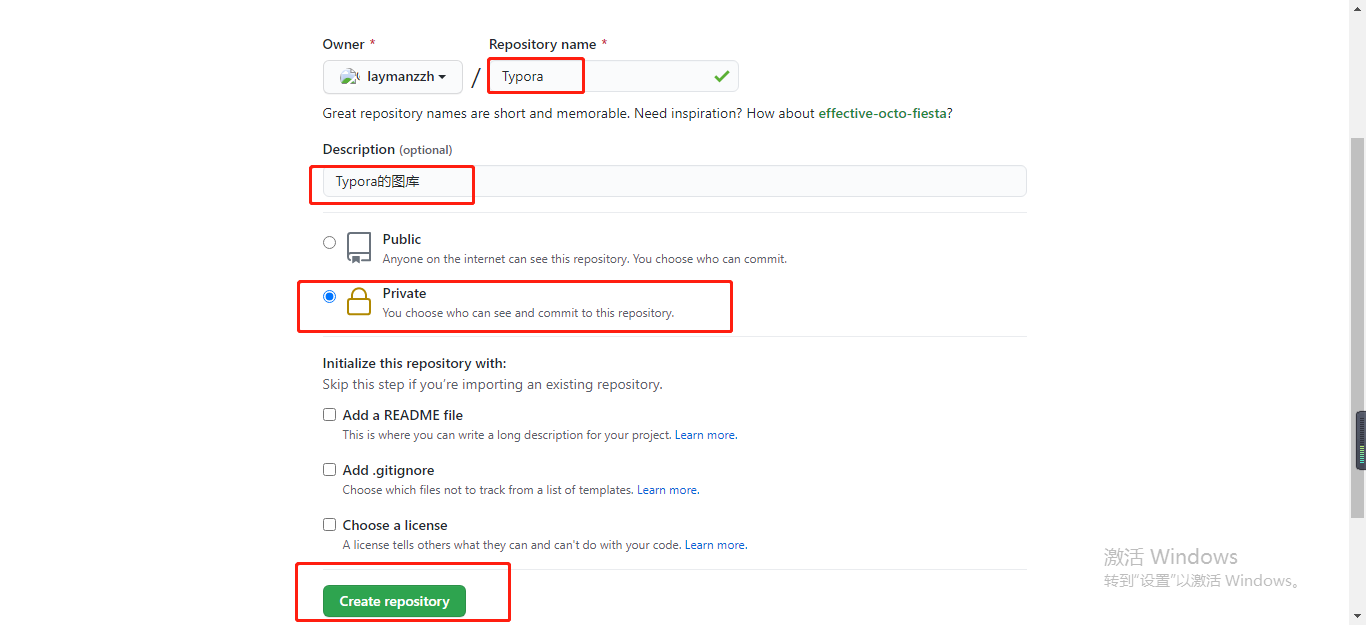 Owner * Repository name *
laymanzzh / Typora
Great repository names are short and memorable. Need inspiration? How about effective-octo-fiesta?
Description (optional)
Typora的图库
Public
Anyone on the internet can see this repository. You choose who can commit.
Private
You choose who can see and commit to this repository.
Initialize this repository with:
Skip this step if you’re importing an existing repository.
Add a README file
This is where you can write a long description for your project. Learn more.
Add .gitignore
Choose which files not to track from a list of templates. Learn more.
Choose a license
A license tells others what they can and can't do with your code. Learn more.
Create repository
激活 Windows
转到"设置"以激活 Windows。